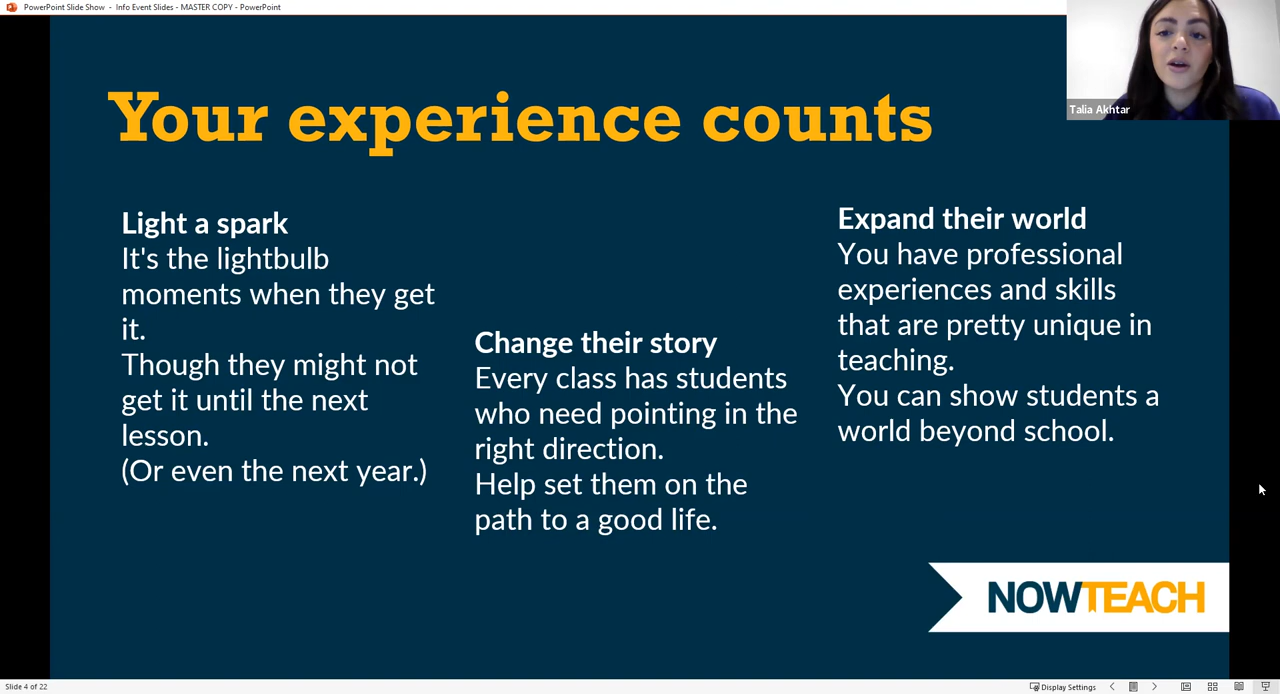 PowerPoint Slide Show - Info Event Slides - MASTER COPY - PowerPoint
Talia Akhtar
Your experience counts
Light a spark
It's the lightbulb
moments when they get
it.
Though they might not
get it until the next
lesson.
(Or even the next year.)
Change their story
Every class has students
who need pointing in the
right direction.
Help set them on the
path to a good life.
Expand their world
You have professional
experiences and skills
that are pretty unique in
teaching.
You can show students a
world beyond school.
NOWTEACH
Slide 4 of 22
Display Settings